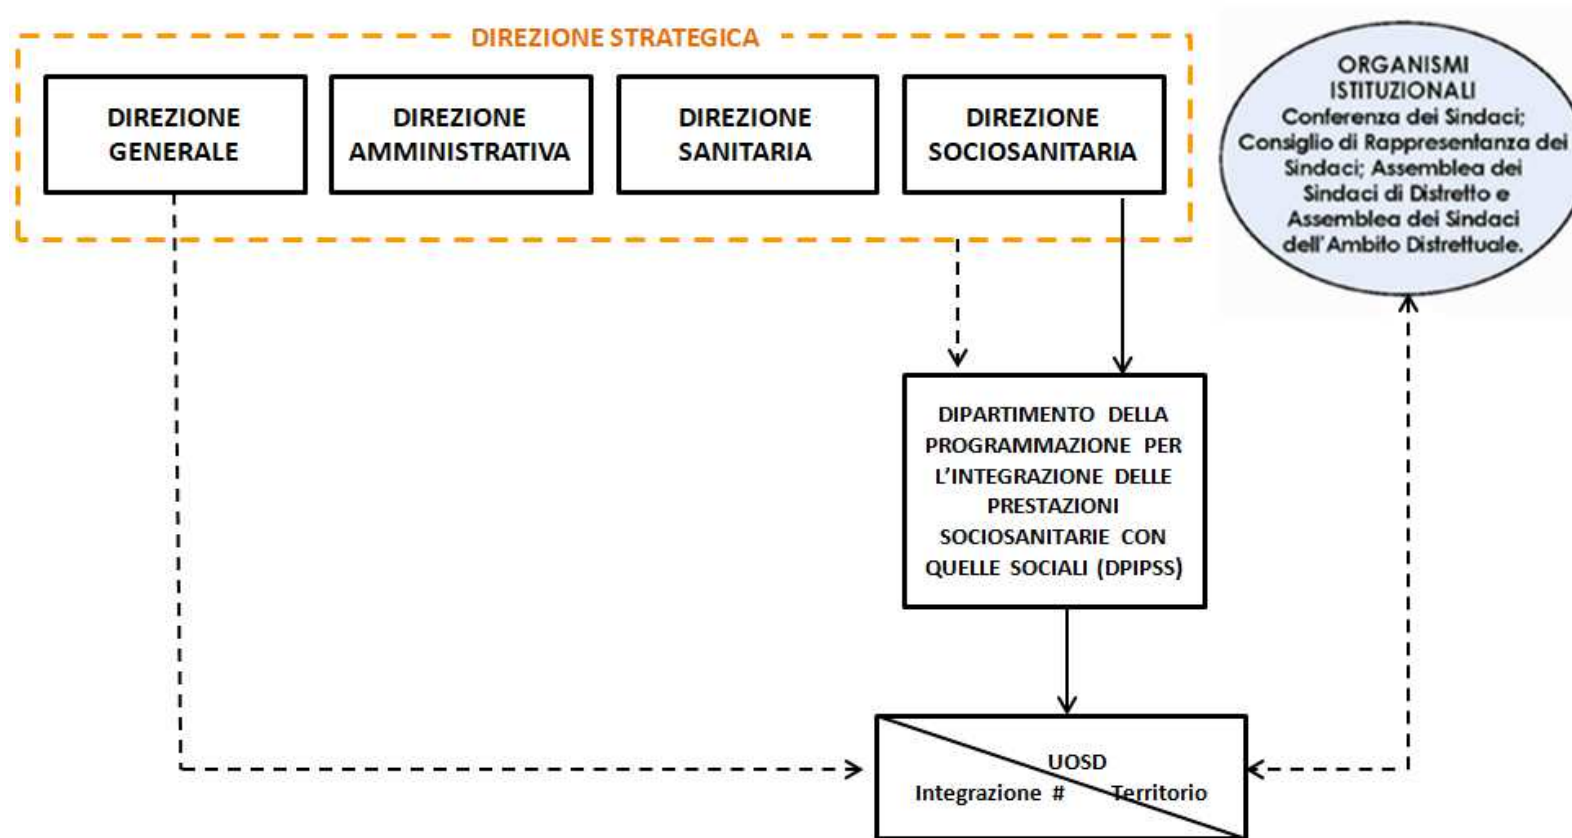 DIREZIONE STRATEGICA
DIREZIONE
GENERALE
DIREZIONE
AMMINISTRATIVA
DIREZIONE
SANITARIA
DIREZIONE
SOCIOSANITARIA
ORGANISMI
ISTITUZIONALI
Conferenza dei Sindaci;
Consiglio di Rappresentanza dei
Sindaci; Assemblea dei
Sindaci di Distretto e
Assemblea dei Sindaci
dell'Ambito Distrettuale.
DIPARTIMENTO DELLA
PROGRAMMAZIONE PER
L'INTEGRAZIONE DELLE
PRESTAZIONI
SOCIOSANITARIE CON
QUELLE SOCIALI (DPIPSS)
UOSD
Integrazione # Territorio